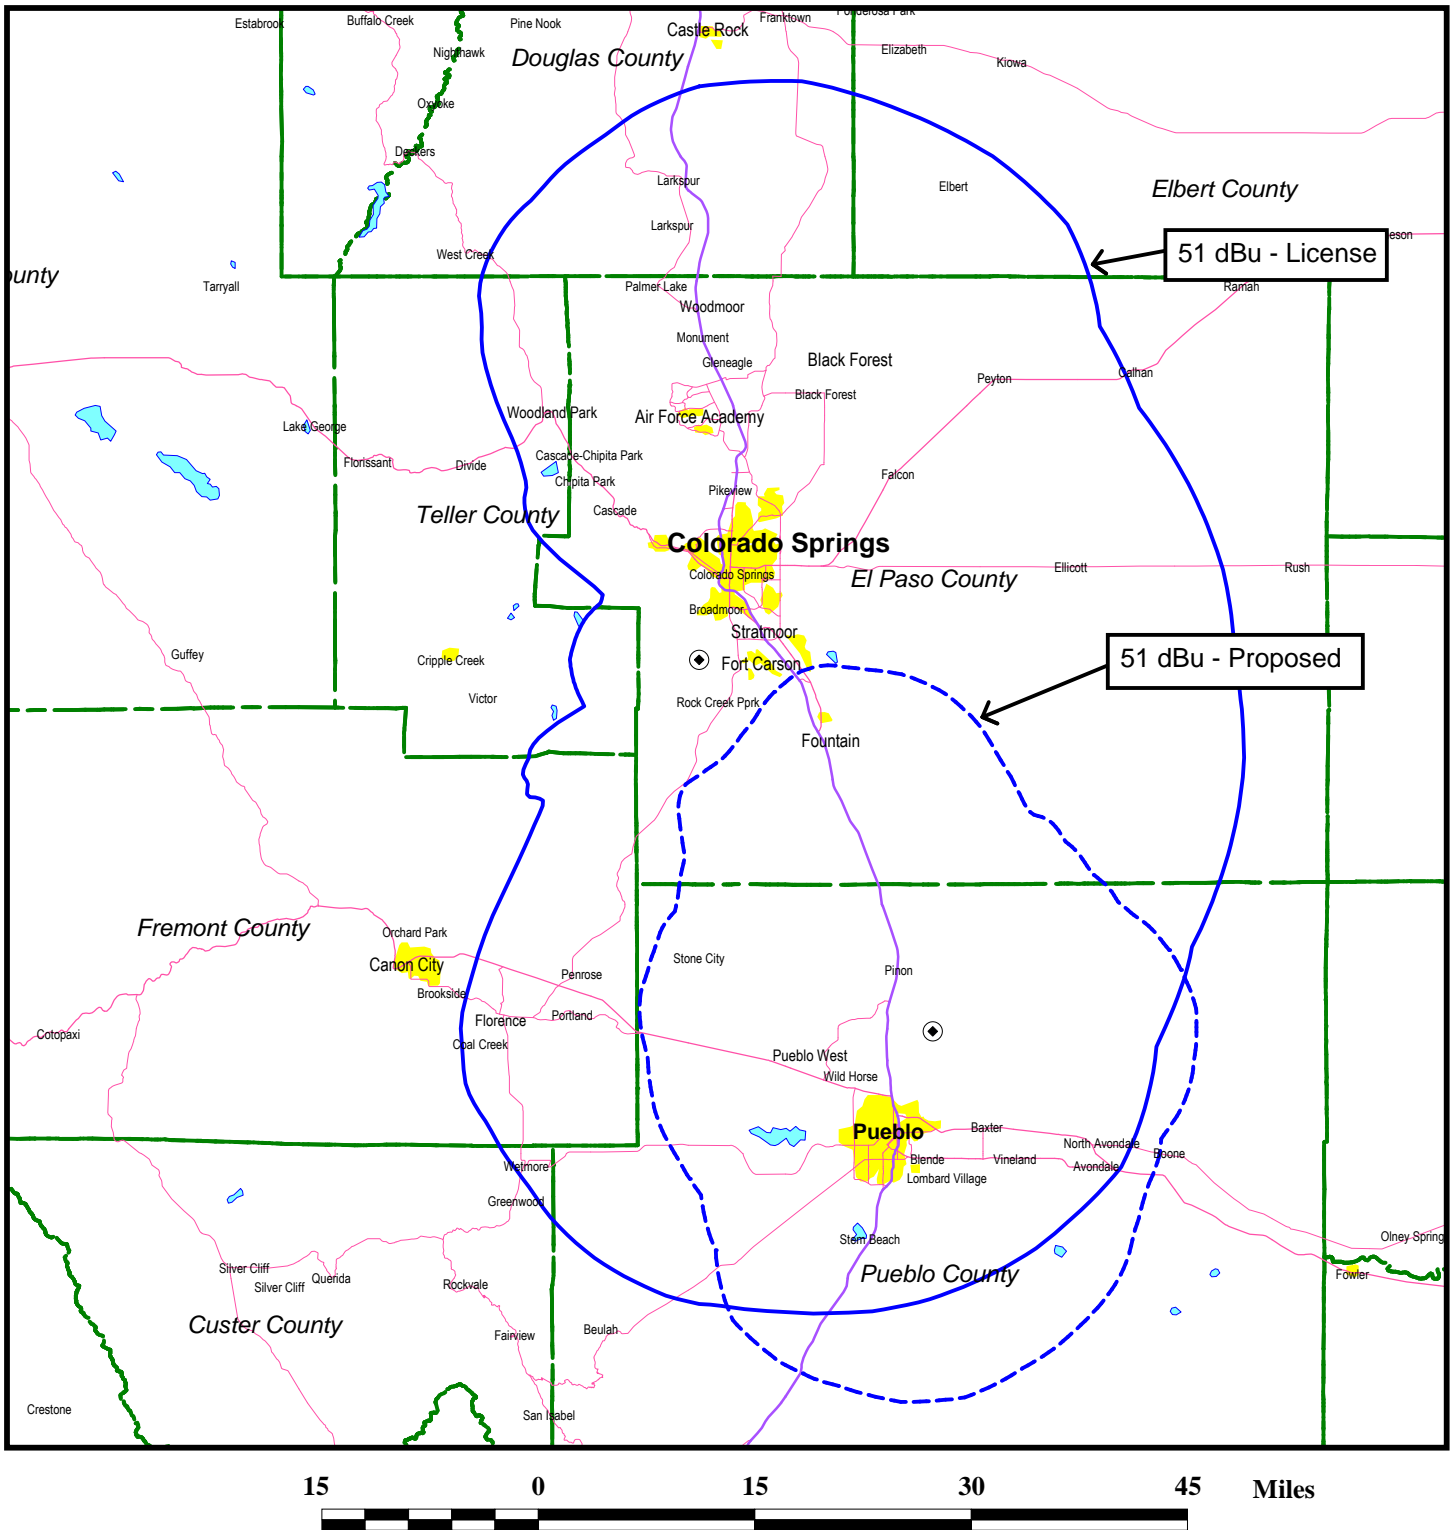 Estabrook
Buffalo Creek
Pine Nook
Castle Rock
Franktown
Ponderosa Park
Nighthawk
Douglas County
Elizabeth
Kiowa
Oxyoke
Deckers
Larkspur
Elbert
Elbert County
Larkspur
51 dBu - License
eson
West Creek
ounty
Tarryall
Palmer Lake
Ramah
Woodmoor
Monument
Gleneagle
Black Forest
Calhan
Peyton
Black Forest
Woodland Park
Air Force Academy
Lake George
Florissant
Divide
Cascade-Chipita Park
Chipita Park
Falcon
Pikeview
Teller County
Cascade
Colorado Springs
Colorado Springs
El Paso County
Ellicott
Rush
Broadmoor
Stratmoor
Guffey
Cripple Creek
Fort Carson
51 dBu - Proposed
Victor
Rock Creek Pprk
Fountain
Fremont County
Orchard Park
Canon City
Stone City
Pinon
Penrose
Brookside
Florence
Portland
Cotopaxi
Coal Creek
Pueblo West
Wild Horse
Pueblo
Baxter
North Avondale
Boone
Blende
Vineland
Avondale
Wetmore
Lombard Village
Greenwood
Stem Beach
Olney Spring
Silver Cliff
Silver Cliff
Querida
Rockvale
Pueblo County
Fowler
Custer County
Fairview
Beulah
Crestone
San Isabel
15 0 15 30 45 Miles